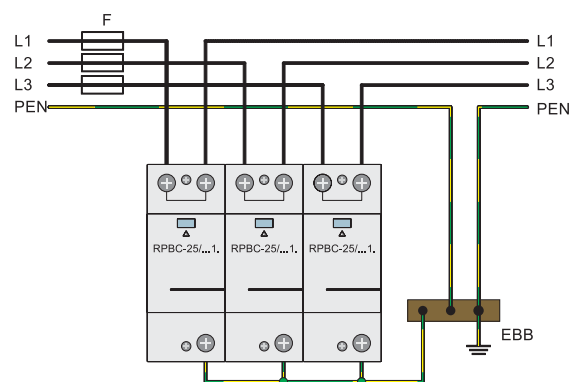 F
L1 L1
L2 L2
L3 L3
PEN PEN
RPBC-25/...1. RPBC-25/...1. RPBC-25/...1.
EBB